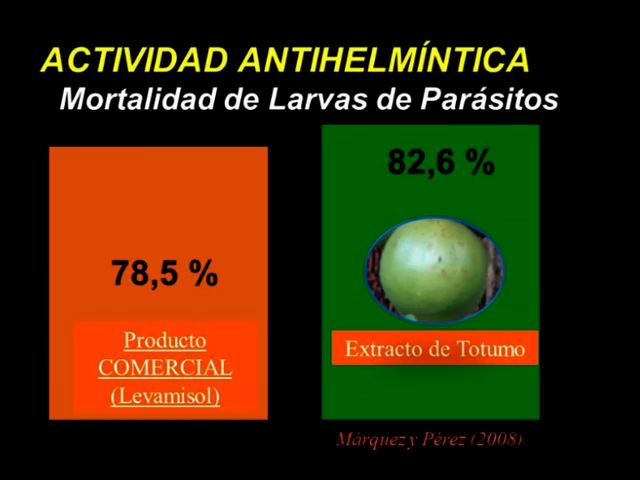 ACTIVIDAD ANTIHELMÍNTICA
Mortalidad de Larvas de Parásitos
82,6 %
78,5 %
Producto
COMERCIAL
(Levamisol)
Extracto de Totumo
Márquez y Pérez (2008)